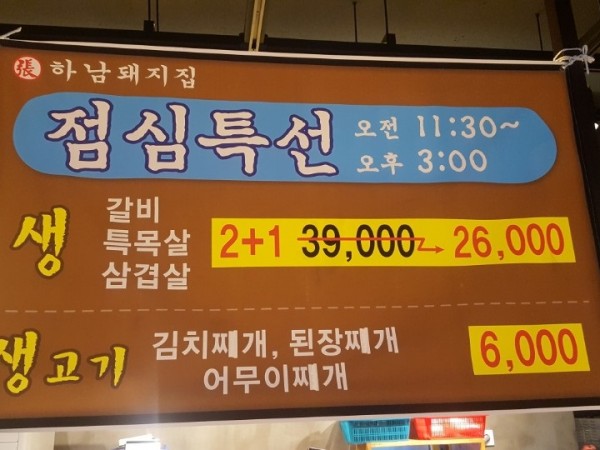 張 하남돼지집
점심특선 오전 11:30~
오후 3:00
생 갈비
특목살
삼겹살
2+1 39,000 → 26,000
생고기 김치찌개, 된장찌개
어무이찌개
6,000